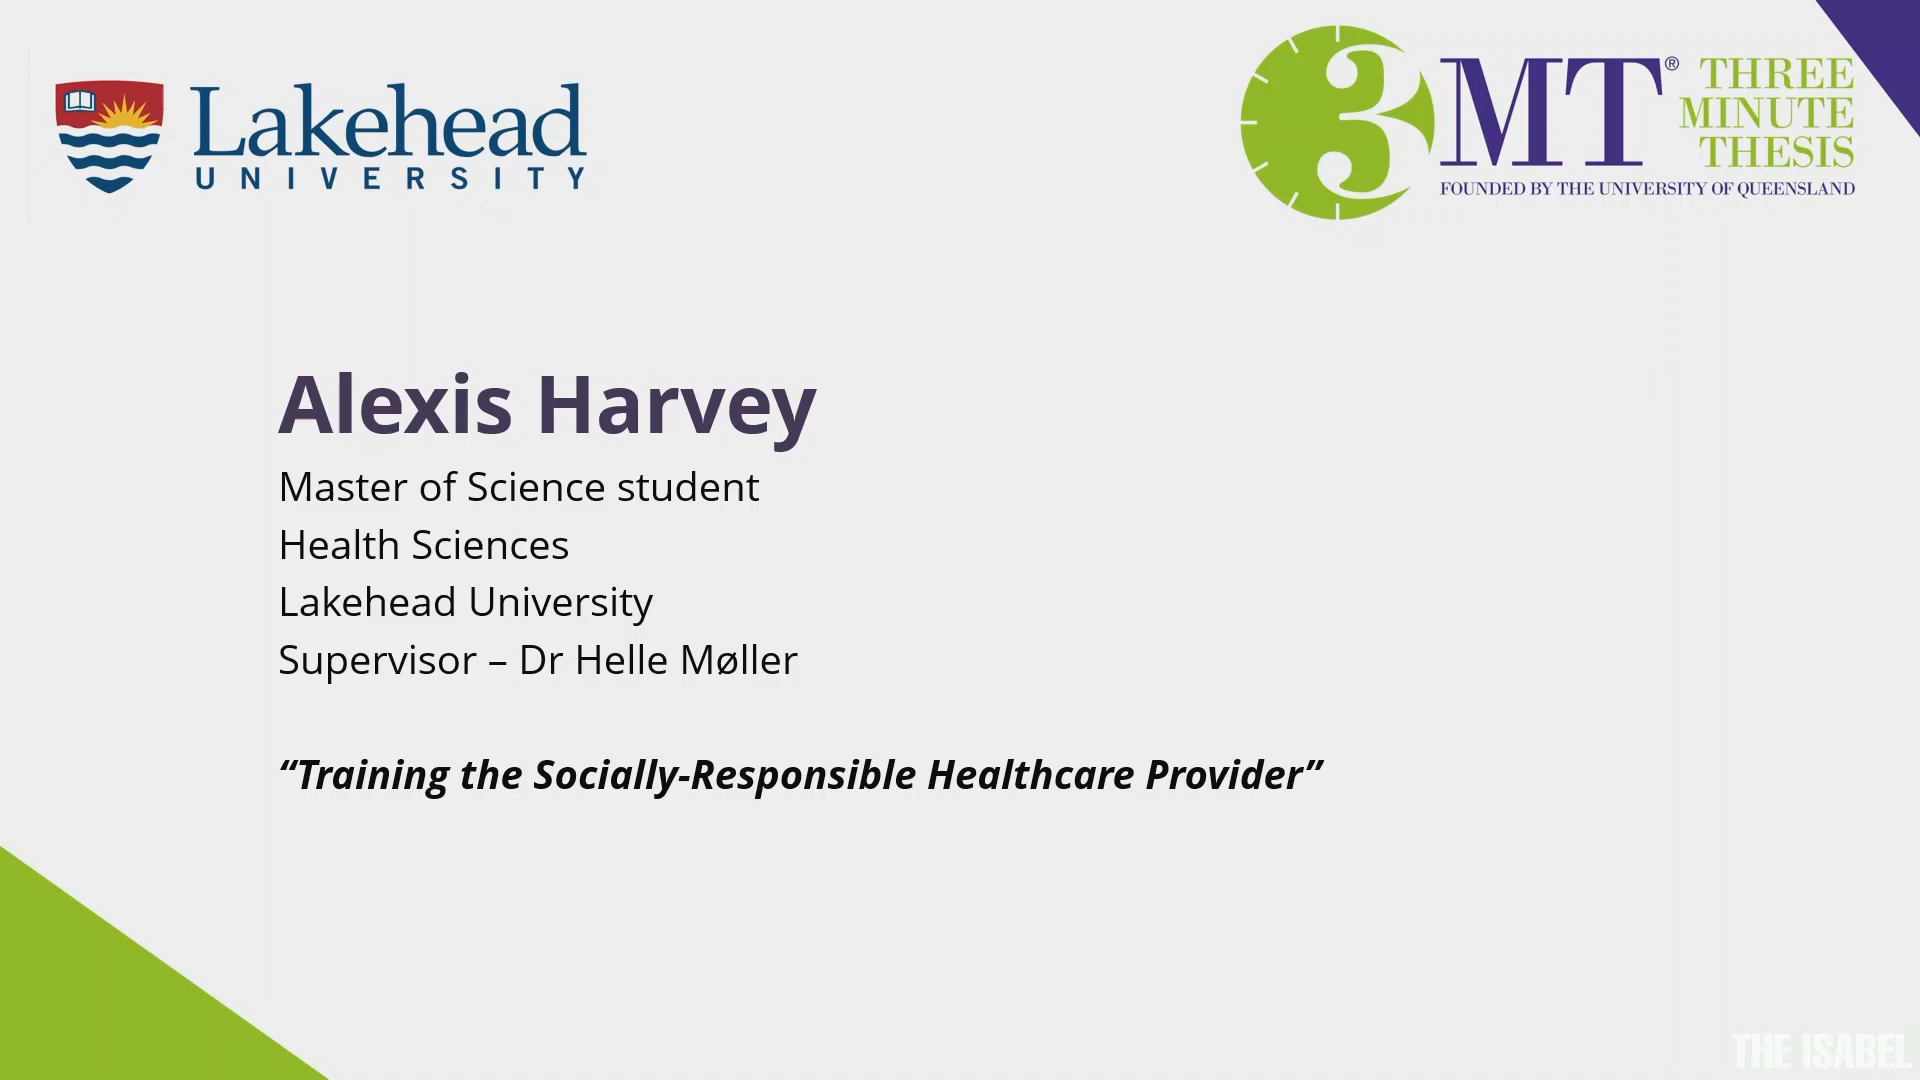 Lakehead
UNIVERSITY
3MT® THREE
MINUTE
THESIS
FOUNDED BY THE UNIVERSITY OF QUEENSLAND
Alexis Harvey
Master of Science student
Health Sciences
Lakehead University
Supervisor – Dr Helle Møller
“Training the Socially-Responsible Healthcare Provider”
THE ISABEL